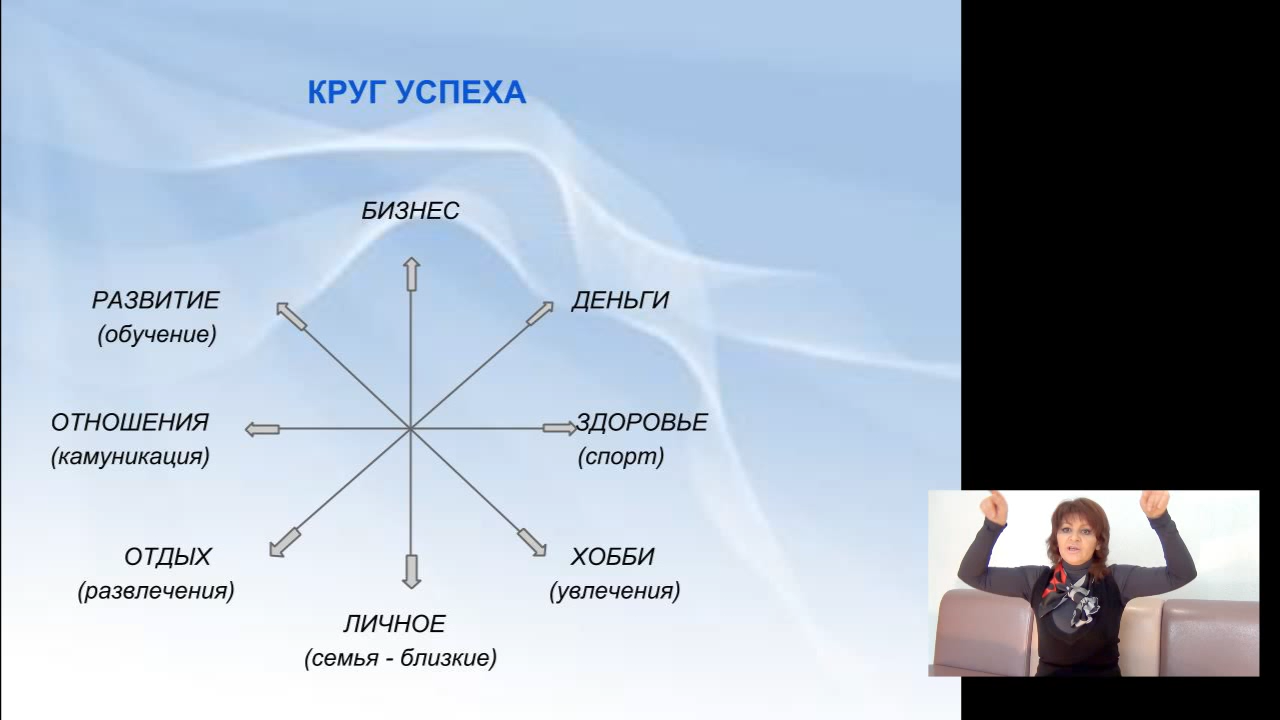 КРУГ УСПЕХА
БИЗНЕС
РАЗВИТИЕ
(обучение)
ДЕНЬГИ
ОТНОШЕНИЯ
(камуникация)
ЗДОРОВЬЕ
(спорт)
ОТДЫХ
(развлечения)
ХОББИ
(увлечения)
ЛИЧНОЕ
(семья - близкие)